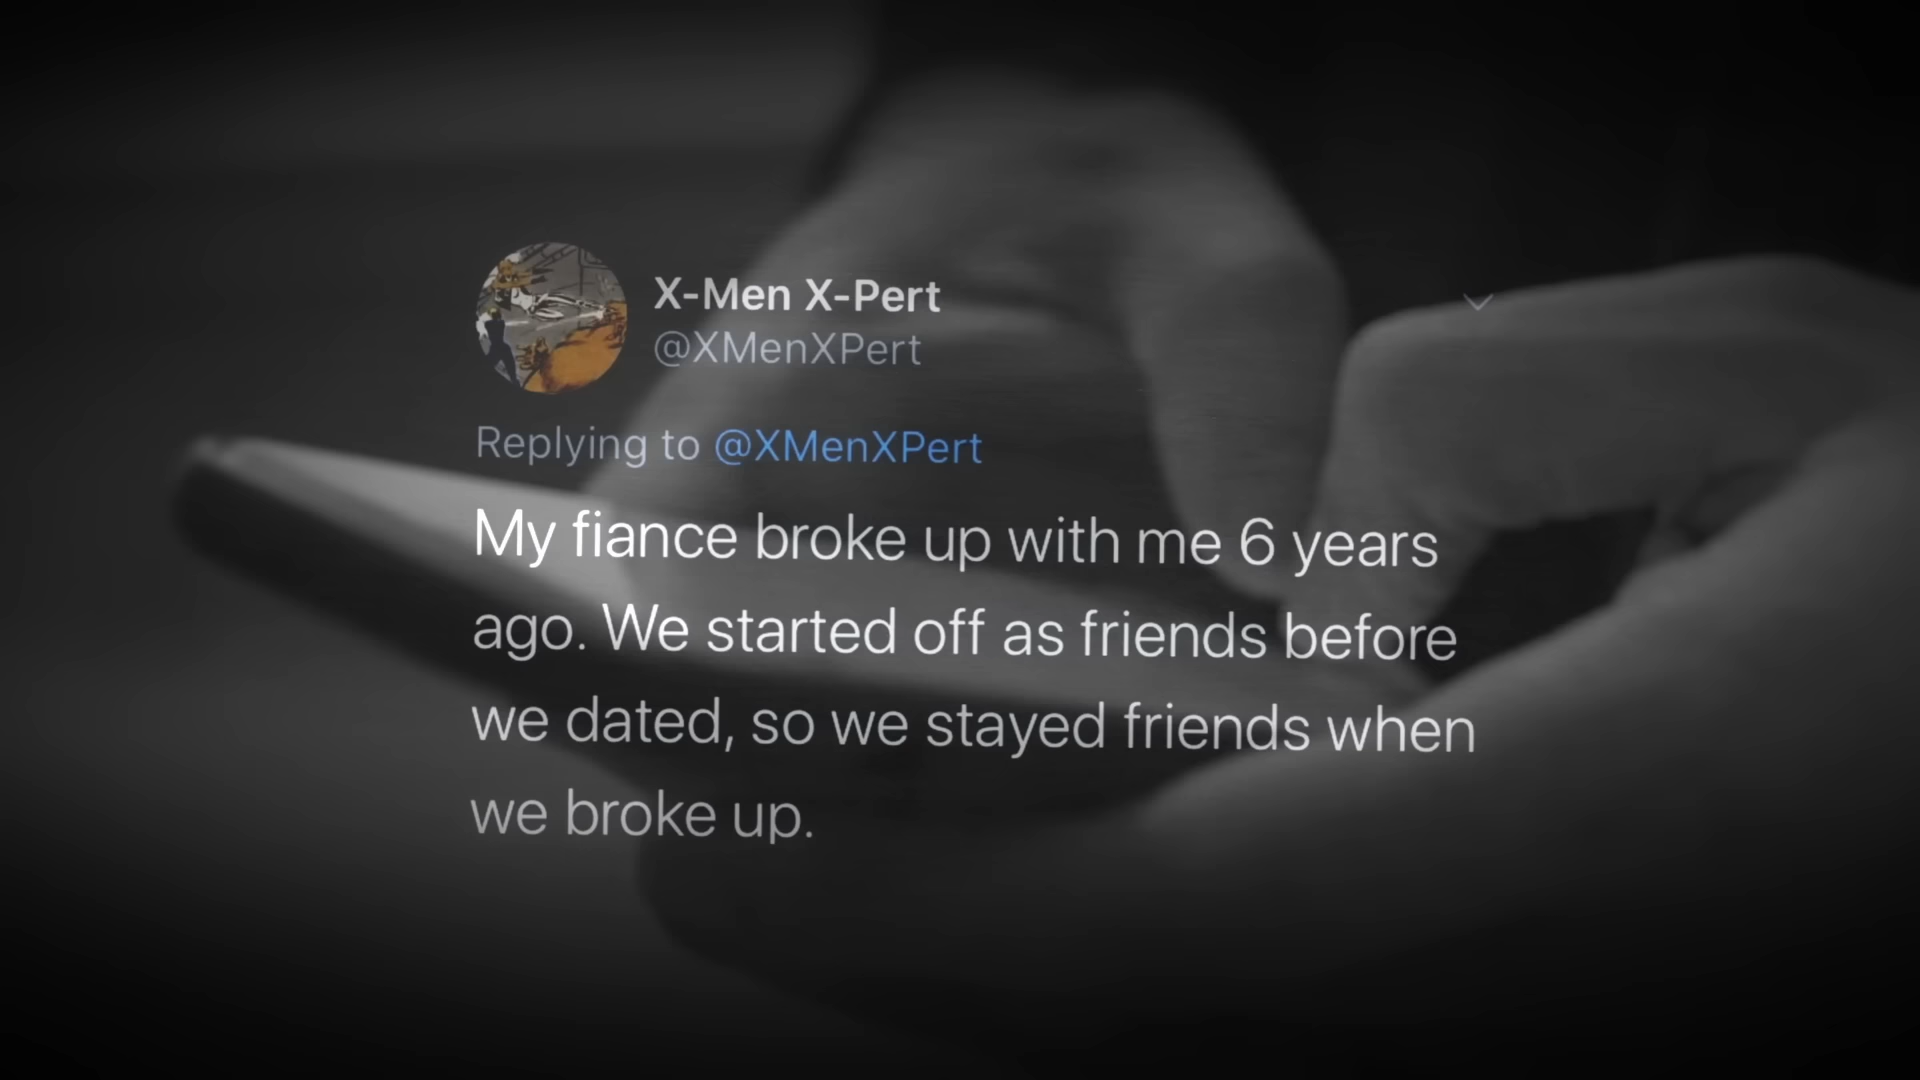 X-Men X-Pert
@XMenXPert
Replying to @XMenXPert
My fiance broke up with me 6 years
ago. We started off as friends before
we dated, so we stayed friends when
we broke up.